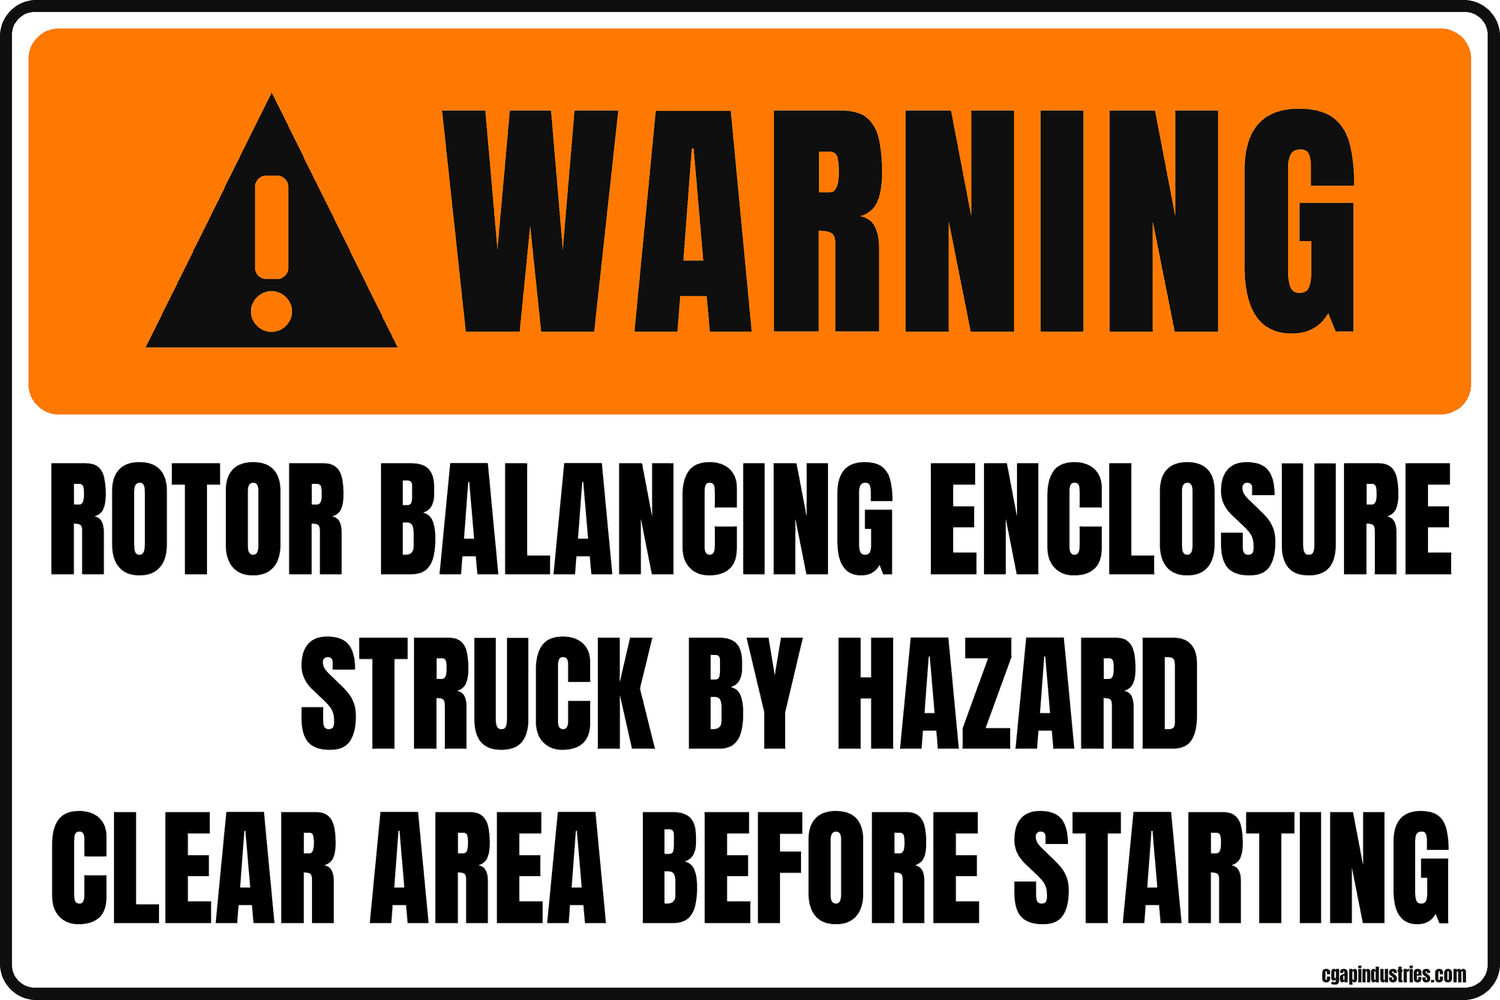 WARNING
ROTOR BALANCING ENCLOSURE
STRUCK BY HAZARD
CLEAR AREA BEFORE STARTING
cgapindustries.com